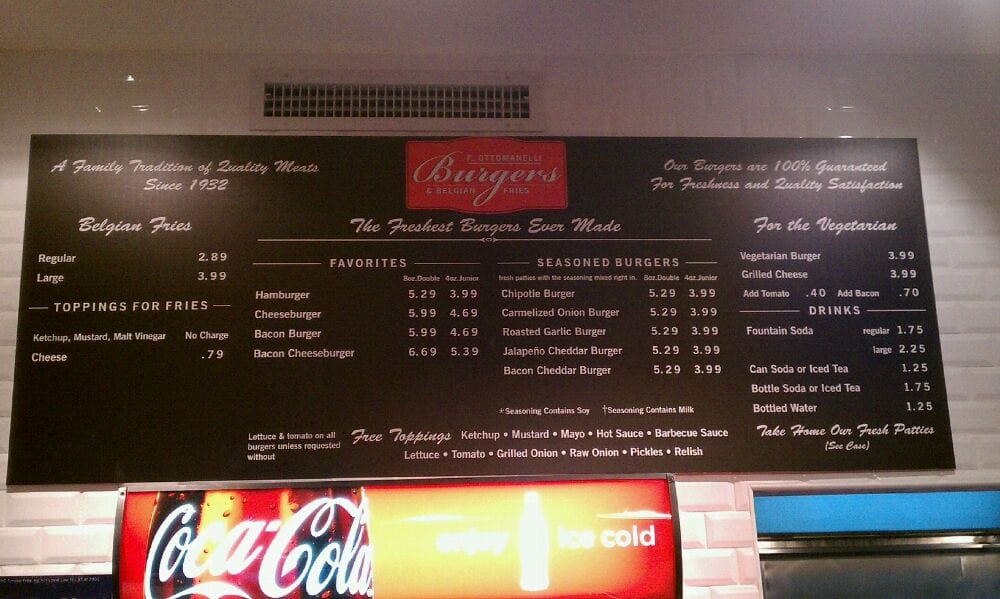 A Family Tradition of Quality Meats
Since 1932
F. OTTOMANELLI
Burgers
& BELGIAN FRIES
Our Burgers are 100% Guaranteed
For Freshness and Quality Satisfaction
Belgian Fries
Regular 2.89
Large 3.99
TOPPINGS FOR FRIES
Ketchup, Mustard, Malt Vinegar No Charge
Cheese .79
The Freshest Burgers Ever Made
FAVORITES
8oz.Double 4oz.Junior
Hamburger 5.29 3.99
Cheeseburger 5.99 4.69
Bacon Burger 5.99 4.69
Bacon Cheeseburger 6.69 5.39
SEASONED BURGERS
fresh patties with the seasoning mixed right in. 8oz.Double 4oz.Junior
Chipotle Burger 5.29 3.99
Carmelized Onion Burger 5.29 3.99
Roasted Garlic Burger 5.29 3.99
Jalapeño Cheddar Burger 5.29 3.99
Bacon Cheddar Burger 5.29 3.99
*Seasoning Contains Soy †Seasoning Contains Milk
Lettuce & tomato on all
burgers unless requested
without
Free Toppings Ketchup • Mustard • Mayo • Hot Sauce • Barbecue Sauce
Lettuce • Tomato • Grilled Onion • Raw Onion • Pickles • Relish
For the Vegetarian
Vegetarian Burger 3.99
Grilled Cheese 3.99
Add Tomato .40 Add Bacon .70
DRINKS
Fountain Soda regular 1.75
large 2.25
Can Soda or Iced Tea 1.25
Bottle Soda or Iced Tea 1.75
Bottled Water 1.25
Take Home Our Fresh Patties
(See Case)
Coca-Cola
enjoy ice cold